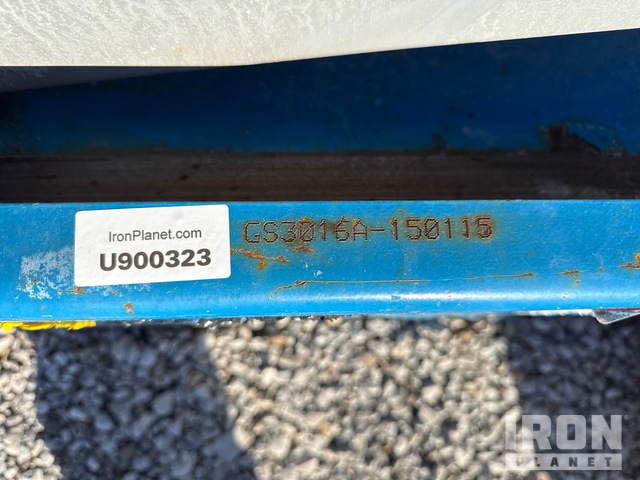 IronPlanet.com
U900323
GS3016A-150115
IRON
PLANET